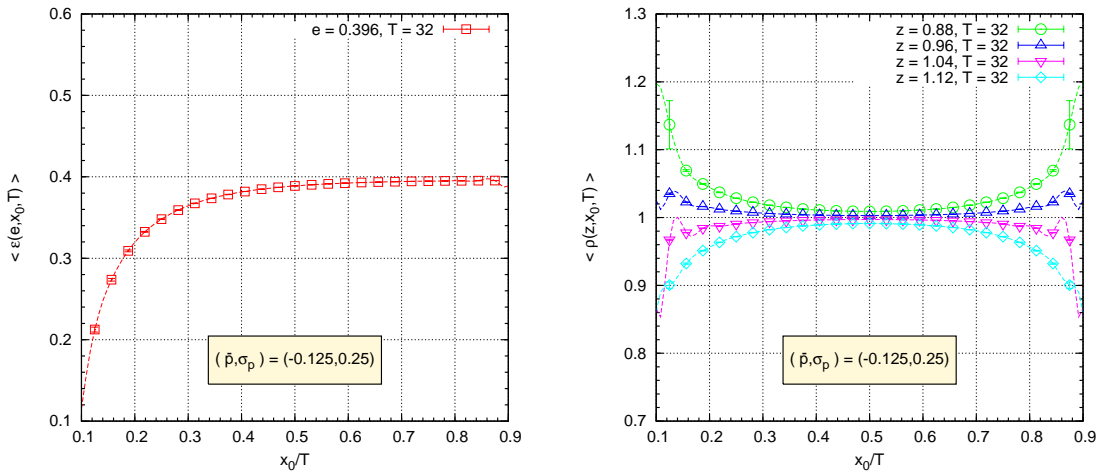 e = 0.396, T = 32
0.6
0.5
0.4
0.3
0.2
0.1
< ε(e,x₀,T) >
( p̄,σₚ ) = (-0.125,0.25)
0.1 0.2 0.3 0.4 0.5 0.6 0.7 0.8 0.9
x₀/T
z = 0.88, T = 32
z = 0.96, T = 32
z = 1.04, T = 32
z = 1.12, T = 32
1.3
1.2
1.1
1
0.9
0.8
0.7
< ρ(z,x₀,T) >
( p̄,σₚ ) = (-0.125,0.25)
0.1 0.2 0.3 0.4 0.5 0.6 0.7 0.8 0.9
x₀/T